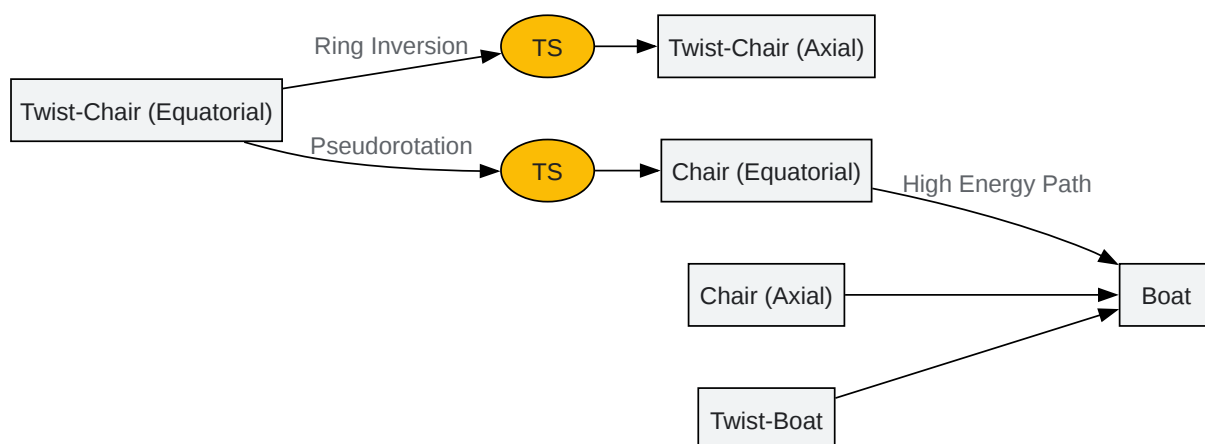 Ring Inversion
TS
Twist-Chair (Axial)
Twist-Chair (Equatorial)
Pseudorotation
TS
Chair (Equatorial)
High Energy Path
Chair (Axial)
Boat
Twist-Boat